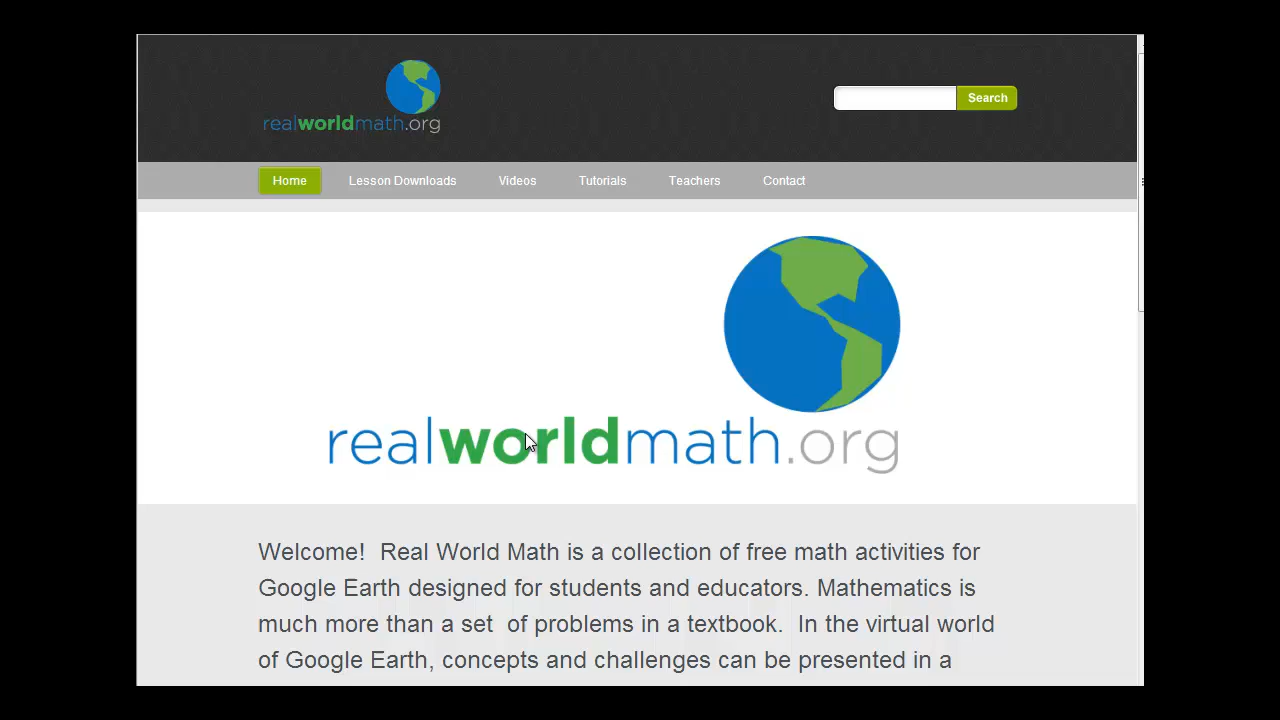 realworldmath.org
Search
Home Lesson Downloads Videos Tutorials Teachers Contact
realworldmath.org
Welcome! Real World Math is a collection of free math activities for
Google Earth designed for students and educators. Mathematics is
much more than a set of problems in a textbook. In the virtual world
of Google Earth, concepts and challenges can be presented in a